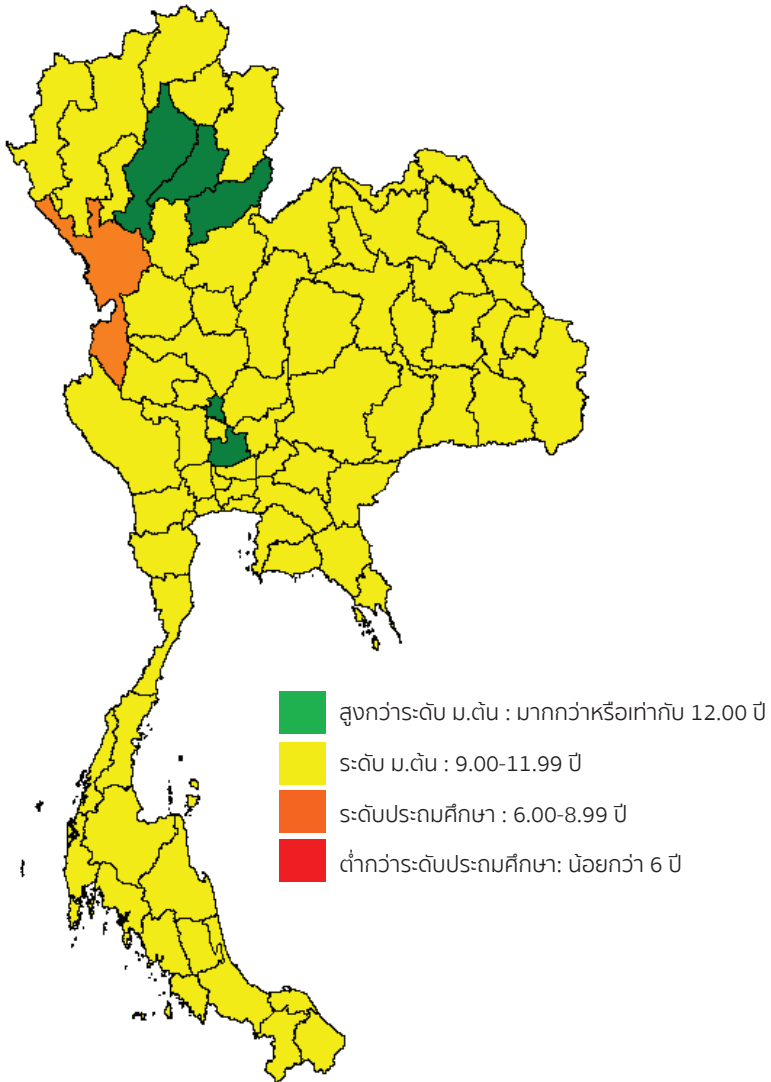 สูงกว่าระดับ ม.ต้น : มากกว่าหรือเท่ากับ 12.00 ปี
ระดับ ม.ต้น : 9.00-11.99 ปี
ระดับประถมศึกษา : 6.00-8.99 ปี
ต่ำกว่าระดับประถมศึกษา: น้อยกว่า 6 ปี